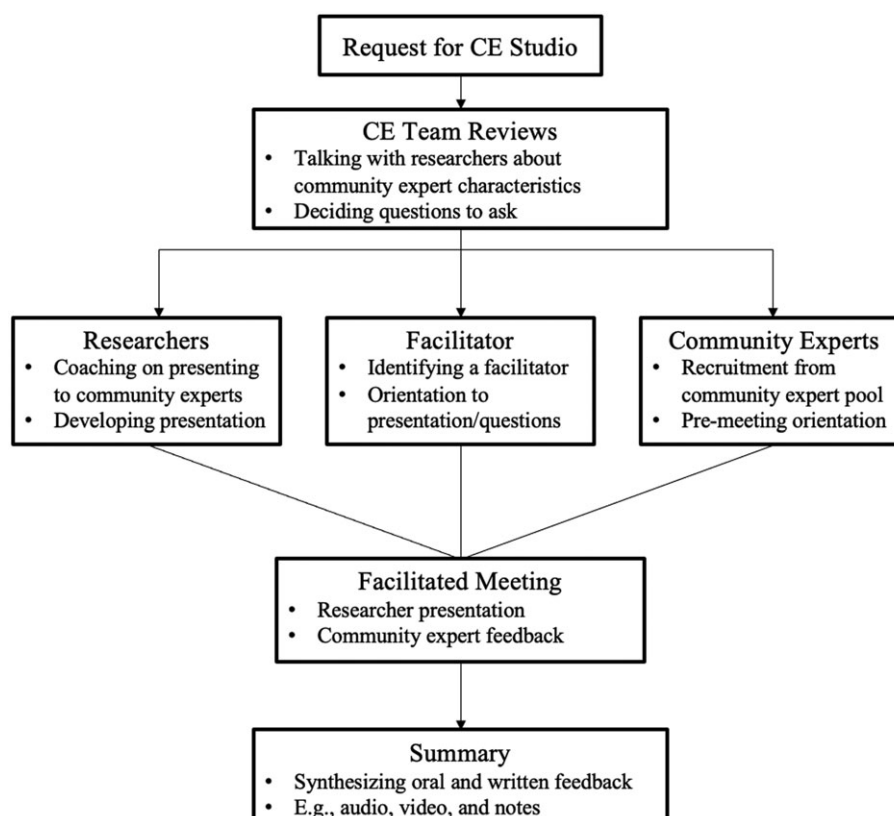 Request for CE Studio
CE Team Reviews
• Talking with researchers about
community expert characteristics
• Deciding questions to ask
Researchers
• Coaching on presenting
to community experts
• Developing presentation
Facilitator
• Identifying a facilitator
• Orientation to
presentation/questions
Community Experts
• Recruitment from
community expert pool
• Pre-meeting orientation
Facilitated Meeting
• Researcher presentation
• Community expert feedback
Summary
• Synthesizing oral and written feedback
• E.g., audio, video, and notes